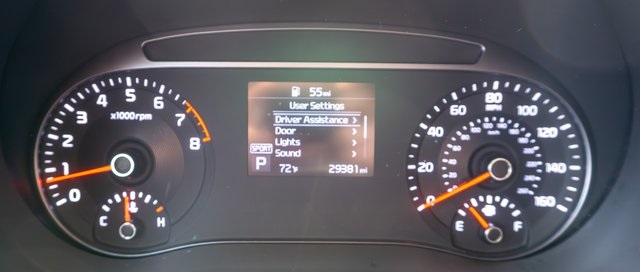 0 1 2 3 4 5 6 7 8
x1000rpm
C H
55mi
User Settings
Driver Assistance >
Door >
Lights >
Sound >
SPORT
P
72°F 29381mi
0 20 40 60 80 100 120 140 160
MPH
E F